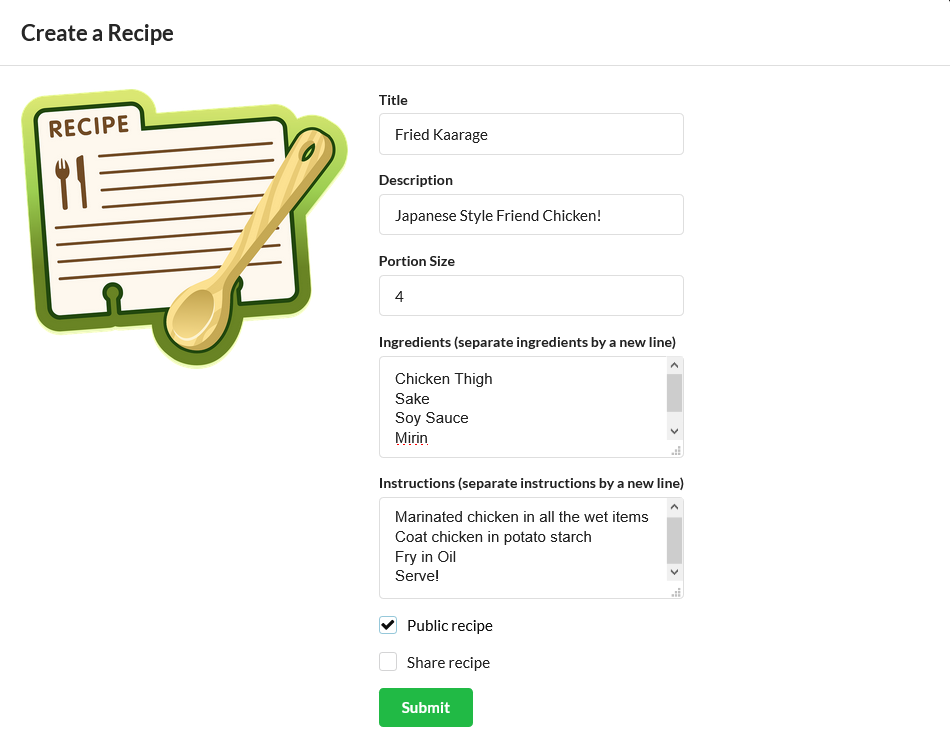 Create a Recipe
RECIPE
Title
Fried Kaarage
Description
Japanese Style Friend Chicken!
Portion Size
4
Ingredients (separate ingredients by a new line)
Chicken Thigh
Sake
Soy Sauce
Mirin
Instructions (separate instructions by a new line)
Marinated chicken in all the wet items
Coat chicken in potato starch
Fry in Oil
Serve!
Public recipe
Share recipe
Submit